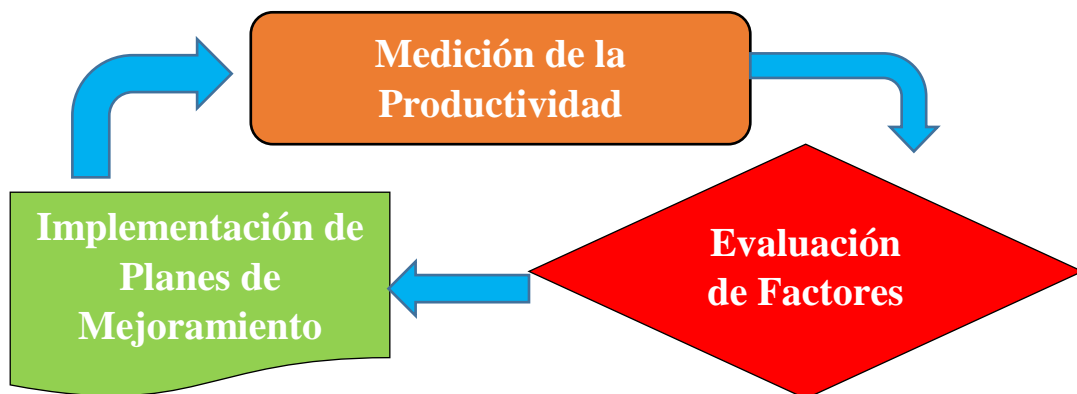 Medición de la
Productividad
Evaluación
de Factores
Implementación de
Planes de
Mejoramiento